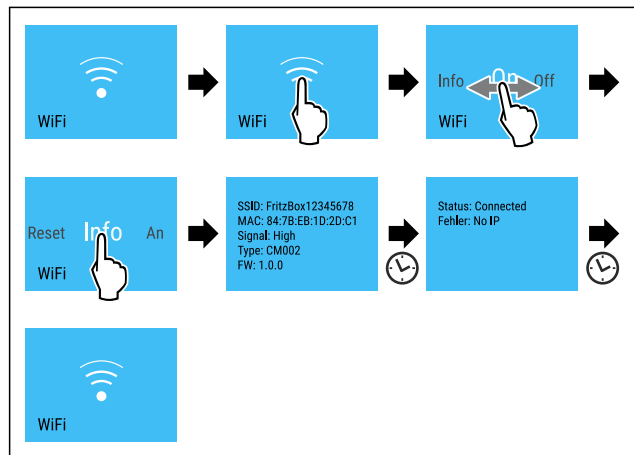 WiFi
WiFi
Info On Off
WiFi
Reset Info An
WiFi
SSID: FritzBox12345678
MAC: 84:7B:EB:1D:2D:C1
Signal: High
Type: CM002
FW: 1.0.0
Status: Connected
Fehler: No IP
WiFi